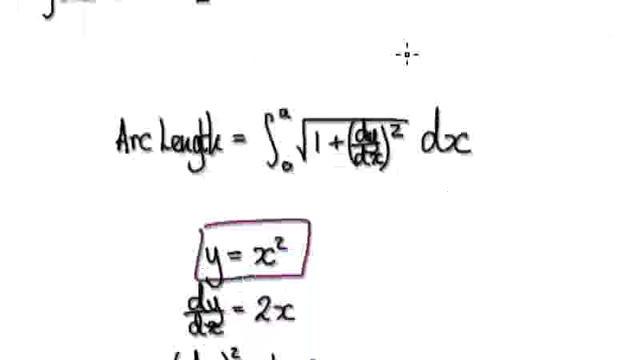 Arc Length = ∫₀ᵃ √(1 + (dy/dx)²) dx
y = x²
dy/dx = 2x